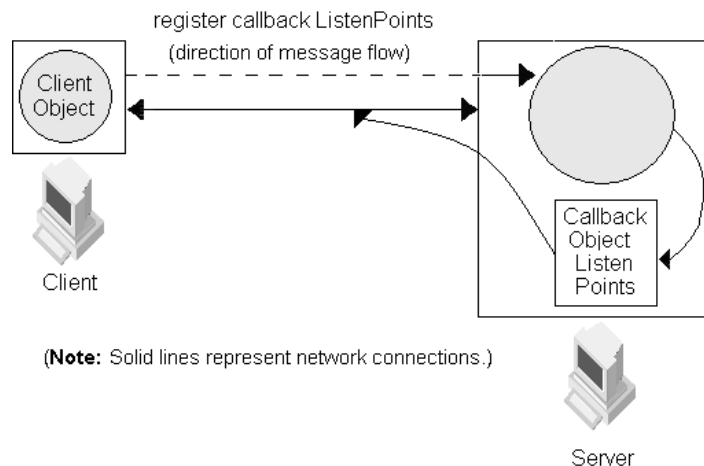 register callback ListenPoints
(direction of message flow)
Client
Object
Callback
Object
Listen
Points
Client
(Note: Solid lines represent network connections.)
Server